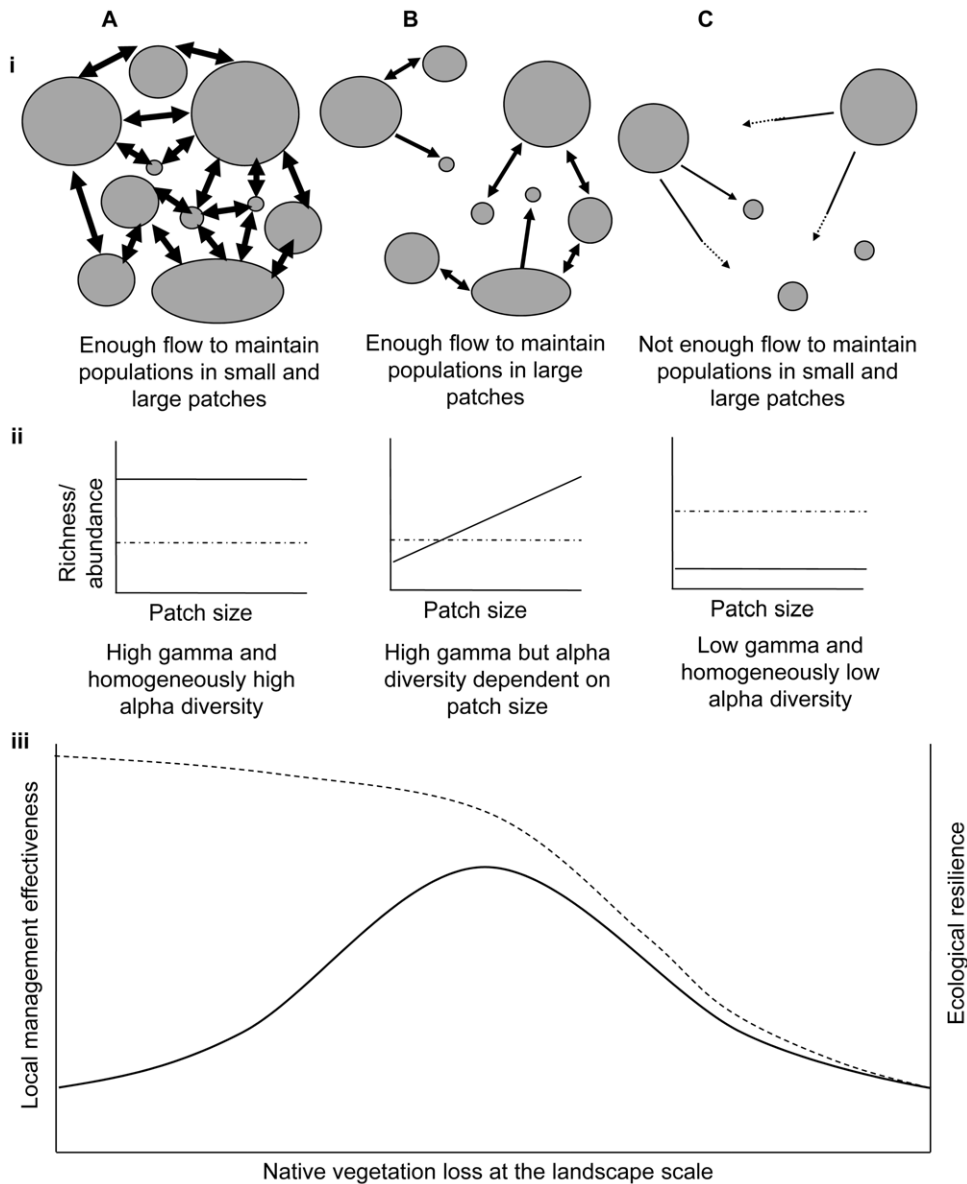 A
B
C
i
Enough flow to maintain
populations in small and
large patches
Enough flow to maintain
populations in large
patches
Not enough flow to maintain
populations in small and
large patches
ii
Richness/
abundance
Patch size
Patch size
Patch size
High gamma and
homogeneously high
alpha diversity
High gamma but alpha
diversity dependent on
patch size
Low gamma and
homogeneously low
alpha diversity
iii
Local management effectiveness
Ecological resilience
Native vegetation loss at the landscape scale